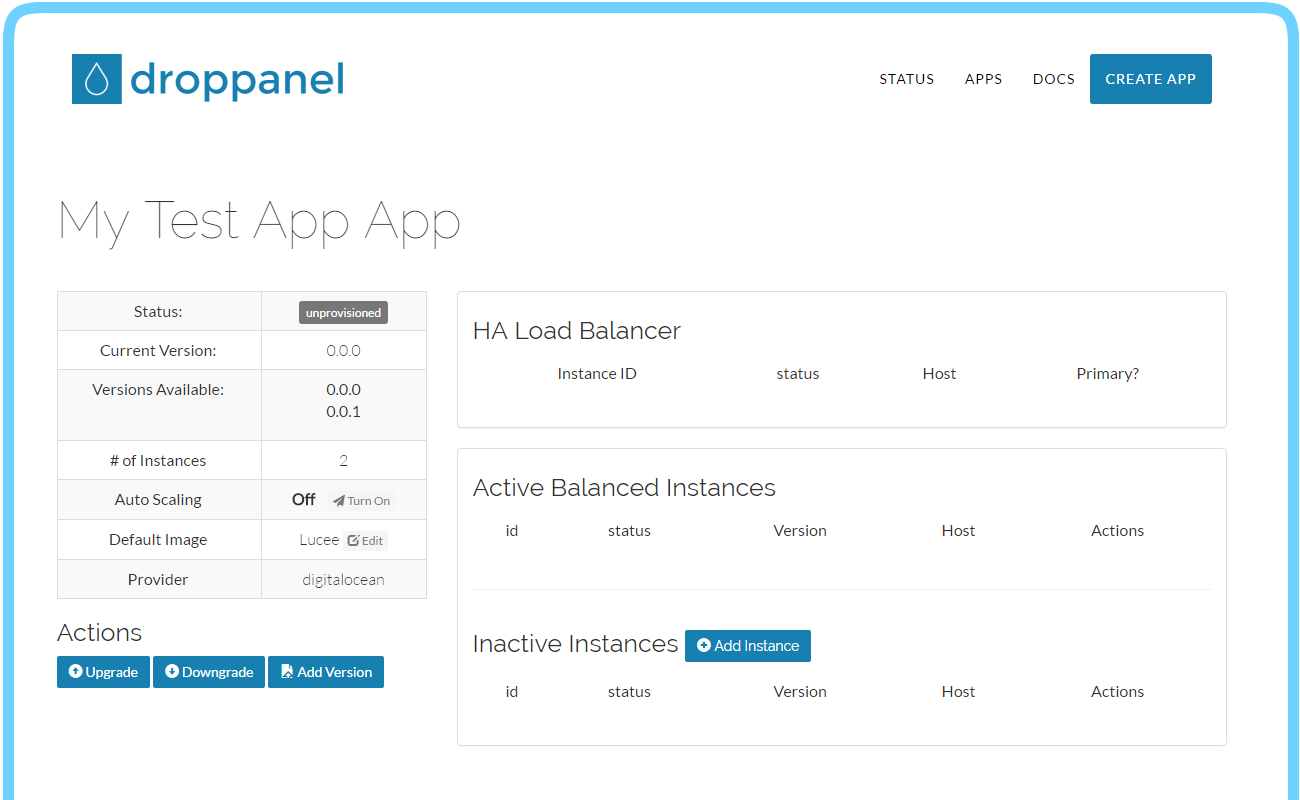 droppanel
STATUS APPS DOCS CREATE APP
My Test App App
Status: unprovisioned
Current Version: 0.0.0
Versions Available: 0.0.0
0.0.1
# of Instances 2
Auto Scaling Off Turn On
Default Image Lucee Edit
Provider digitalocean
Actions
Upgrade Downgrade Add Version
HA Load Balancer
Instance ID status Host Primary?
Active Balanced Instances
id status Version Host Actions
Inactive Instances Add Instance
id status Version Host Actions